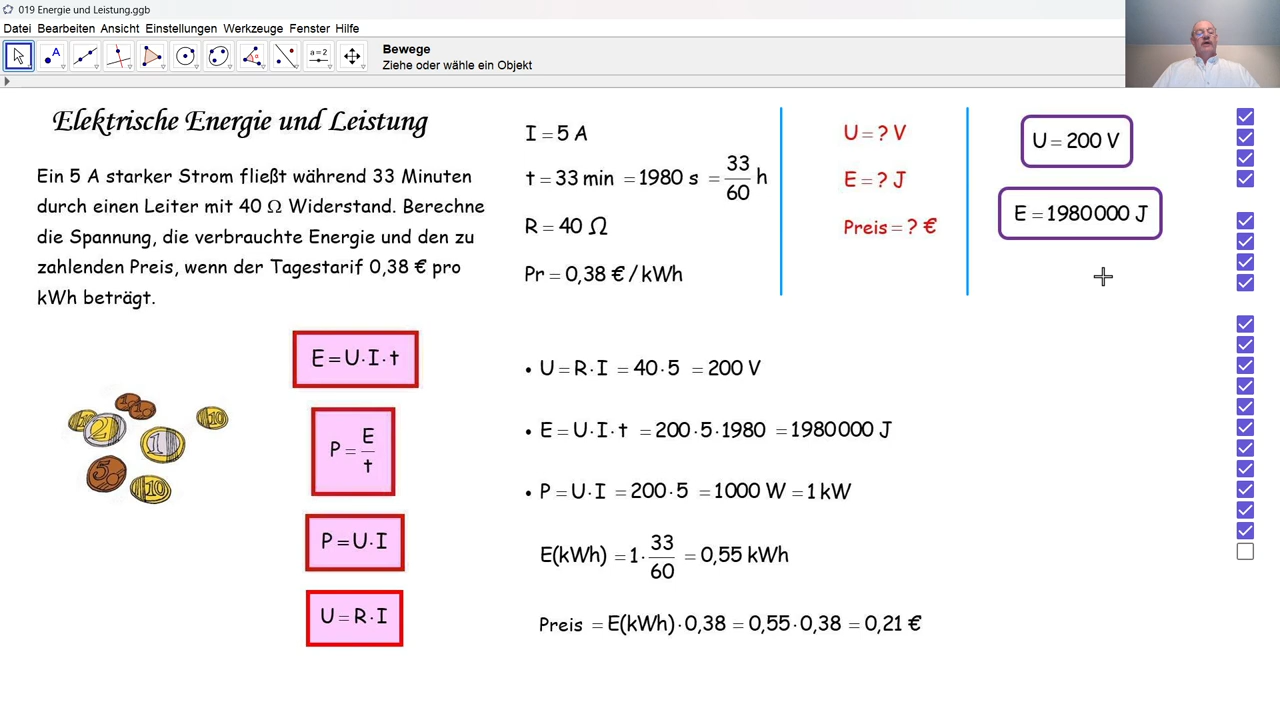 019 Energie und Leistung.ggb
Datei Bearbeiten Ansicht Einstellungen Werkzeuge Fenster Hilfe
A
a = 2
Bewege
Ziehe oder wähle ein Objekt
Elektrische Energie und Leistung
Ein 5 A starker Strom fließt während 33 Minuten
durch einen Leiter mit 40 Ω Widerstand. Berechne
die Spannung, die verbrauchte Energie und den zu
zahlenden Preis, wenn der Tagestarif 0,38 € pro
kWh beträgt.
I = 5 A
t = 33 min = 1980 s = 33/60 h
R = 40 Ω
Pr = 0,38 € / kWh
U = ? V
E = ? J
Preis = ? €
U = 200 V
E = 1980000 J
E = U·I·t
P = E/t
P = U·I
U = R·I
• U = R·I = 40·5 = 200 V
• E = U·I·t = 200·5·1980 = 1980000 J
• P = U·I = 200·5 = 1000 W = 1 kW
E(kWh) = 1·33/60 = 0,55 kWh
Preis = E(kWh)·0,38 = 0,55·0,38 = 0,21 €
2
1
10
10